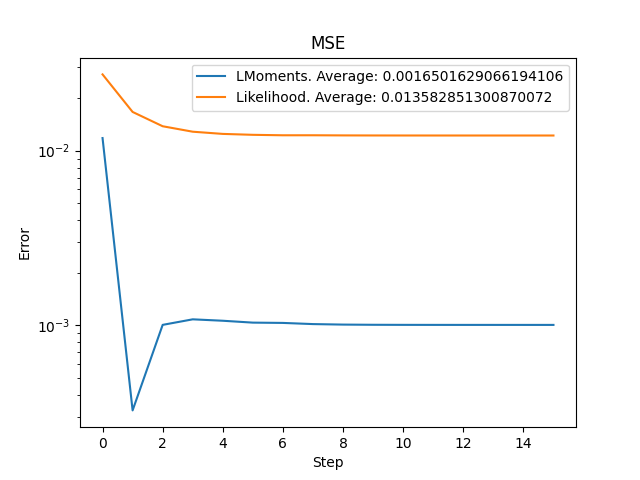 MSE
LMoments. Average: 0.0016501629066194106
Likelihood. Average: 0.013582851300870072
10⁻²
10⁻³
Error
0 2 4 6 8 10 12 14
Step